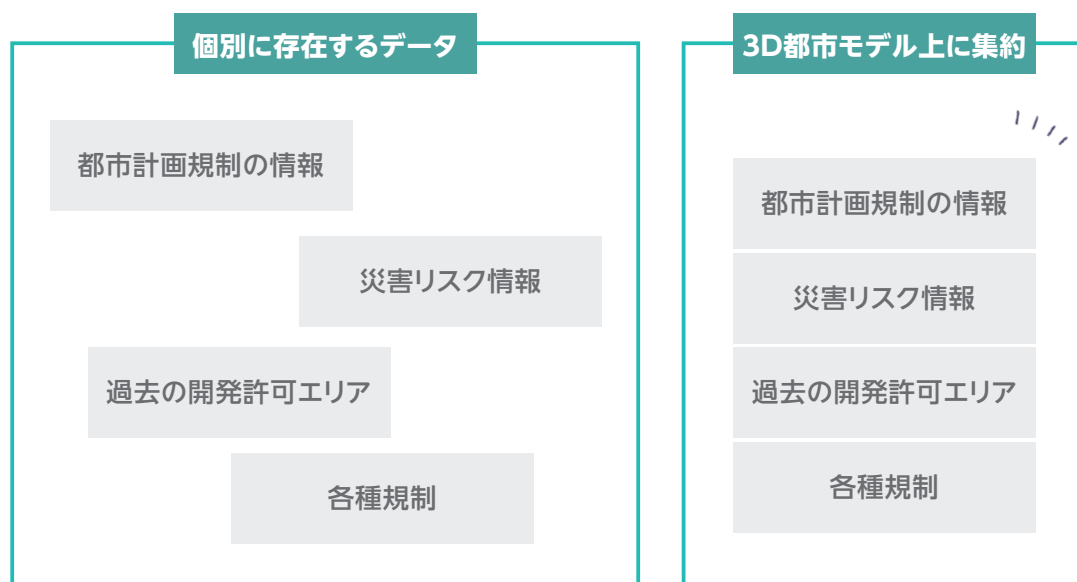 個別に存在するデータ
都市計画規制の情報
災害リスク情報
過去の開発許可エリア
各種規制
3D都市モデル上に集約
都市計画規制の情報
災害リスク情報
過去の開発許可エリア
各種規制